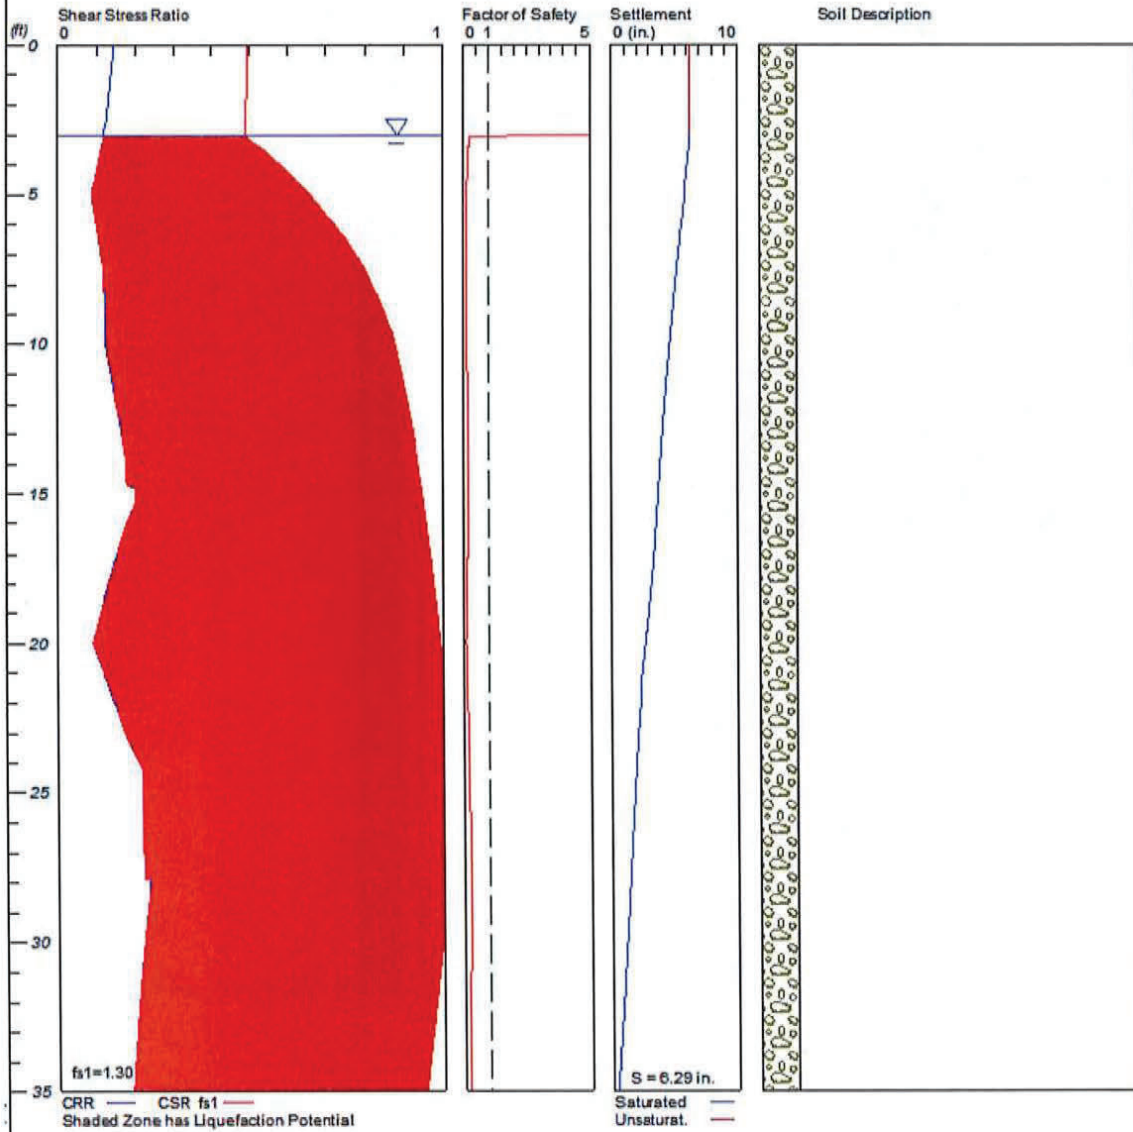 Shear Stress Ratio Factor of Safety Settlement Soil Description
(ft) 0 1 0 1 5 0 (in.) 10
0
5
10
15
20
25
30
35
fs1=1.30 S = 6.29 in.
CRR CSR fs1 Saturated
Shaded Zone has Liquefaction Potential Unsaturat.